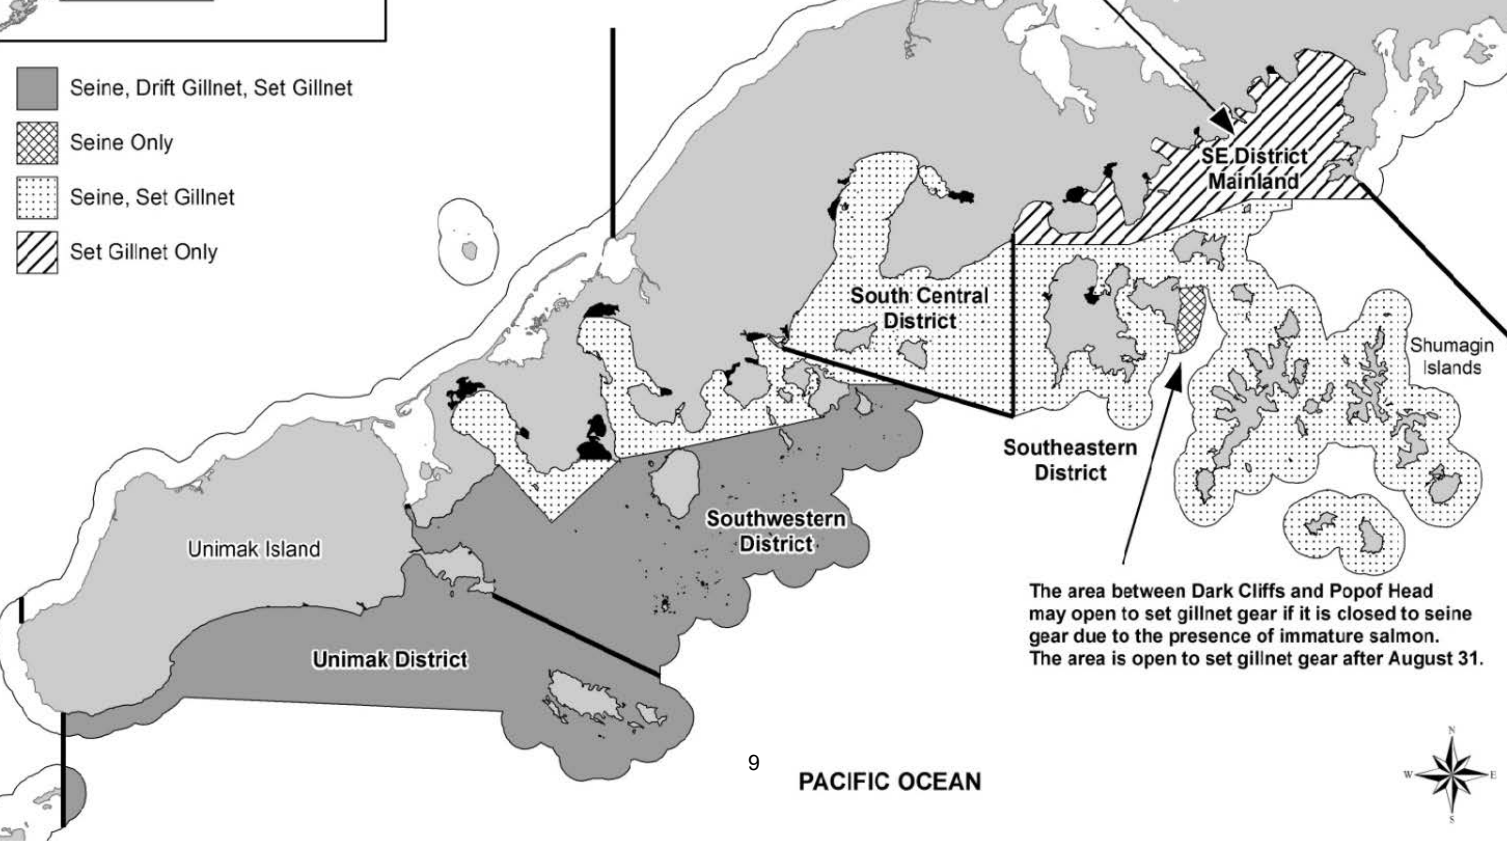 Seine, Drift Gillnet, Set Gillnet
Seine Only
Seine, Set Gillnet
Set Gillnet Only
SE District
Mainland
South Central
District
Shumagin
Islands
Southeastern
District
Southwestern
District
Unimak Island
Unimak District
The area between Dark Cliffs and Popof Head
may open to set gillnet gear if it is closed to seine
gear due to the presence of immature salmon.
The area is open to set gillnet gear after August 31.
9
PACIFIC OCEAN
N
W E
S